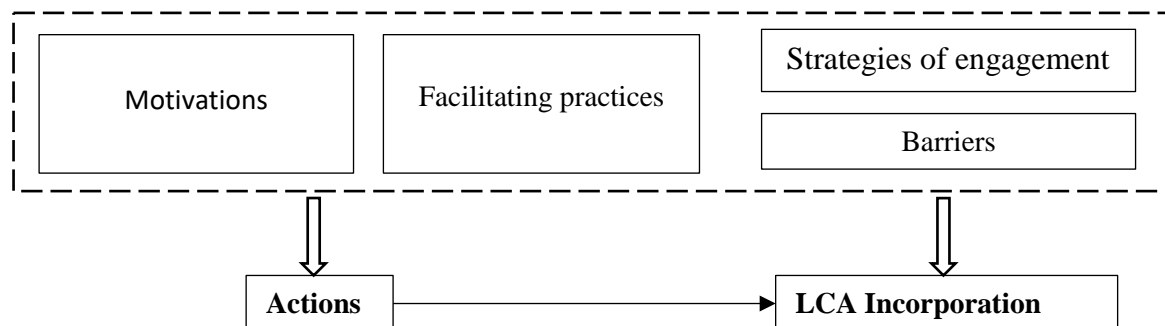 Motivations
Facilitating practices
Strategies of engagement
Barriers
Actions
LCA Incorporation